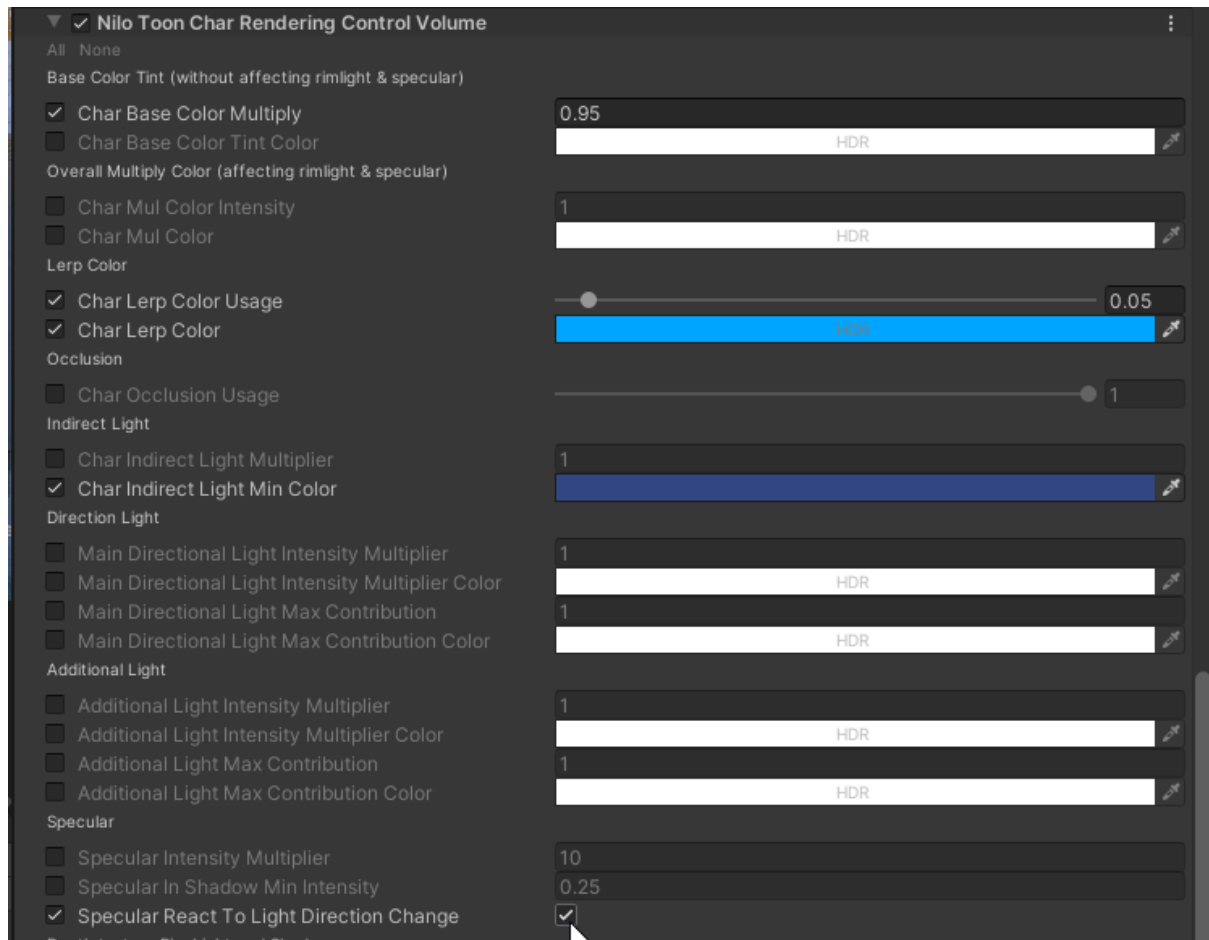 Nilo Toon Char Rendering Control Volume
All None
Base Color Tint (without affecting rimlight & specular)
Char Base Color Multiply 0.95
Char Base Color Tint Color HDR
Overall Multiply Color (affecting rimlight & specular)
Char Mul Color Intensity 1
Char Mul Color HDR
Lerp Color
Char Lerp Color Usage 0.05
Char Lerp Color HDR
Occlusion
Char Occlusion Usage 1
Indirect Light
Char Indirect Light Multiplier 1
Char Indirect Light Min Color
Direction Light
Main Directional Light Intensity Multiplier 1
Main Directional Light Intensity Multiplier Color HDR
Main Directional Light Max Contribution 1
Main Directional Light Max Contribution Color HDR
Additional Light
Additional Light Intensity Multiplier 1
Additional Light Intensity Multiplier Color HDR
Additional Light Max Contribution 1
Additional Light Max Contribution Color HDR
Specular
Specular Intensity Multiplier 10
Specular In Shadow Min Intensity 0.25
Specular React To Light Direction Change